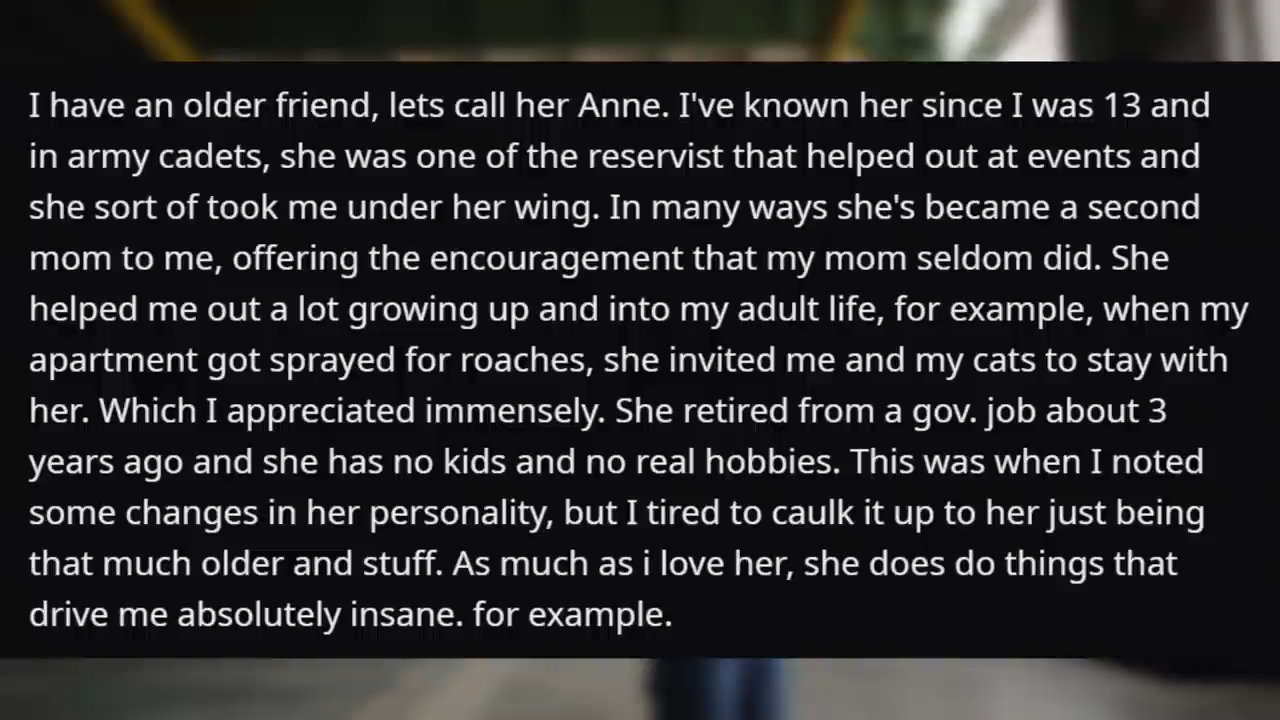 I have an older friend, lets call her Anne. I've known her since I was 13 and
in army cadets, she was one of the reservist that helped out at events and
she sort of took me under her wing. In many ways she's became a second
mom to me, offering the encouragement that my mom seldom did. She
helped me out a lot growing up and into my adult life, for example, when my
apartment got sprayed for roaches, she invited me and my cats to stay with
her. Which I appreciated immensely. She retired from a gov. job about 3
years ago and she has no kids and no real hobbies. This was when I noted
some changes in her personality, but I tired to caulk it up to her just being
that much older and stuff. As much as i love her, she does do things that
drive me absolutely insane. for example.